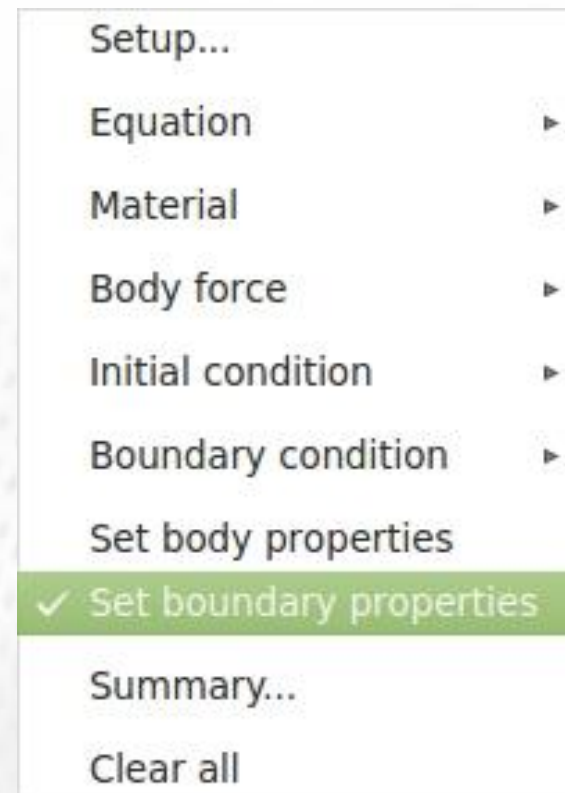 Setup...
Equation
Material
Body force
Initial condition
Boundary condition
Set body properties
Set boundary properties
Summary...
Clear all